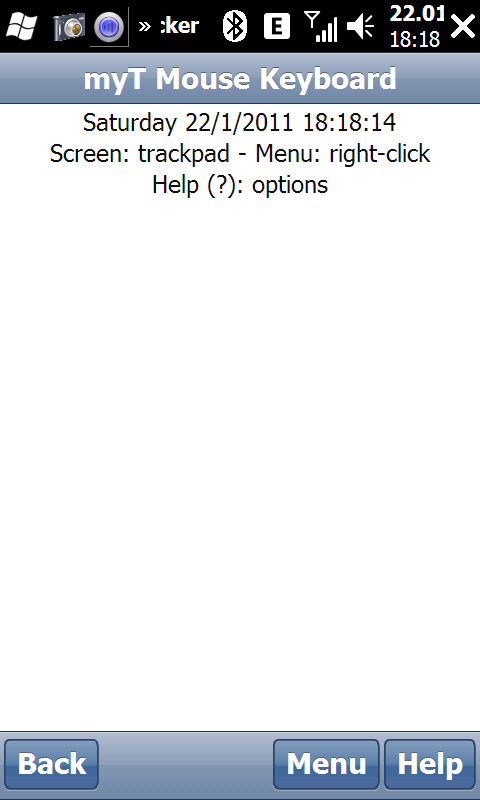 » cker E 22.01
18:18
myT Mouse Keyboard
Saturday 22/1/2011 18:18:14
Screen: trackpad - Menu: right-click
Help (?): options
Back Menu Help